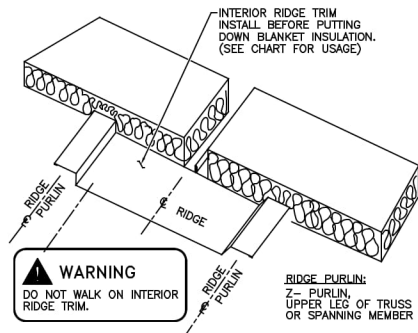 INTERIOR RIDGE TRIM
INSTALL BEFORE PUTTING
DOWN BLANKET INSULATION.
(SEE CHART FOR USAGE)
RIDGE
PURLIN
℄
℄
RIDGE
RIDGE
PURLIN
℄
WARNING
DO NOT WALK ON INTERIOR
RIDGE TRIM.
RIDGE PURLIN:
Z– PURLIN,
UPPER LEG OF TRUSS
OR SPANNING MEMBER